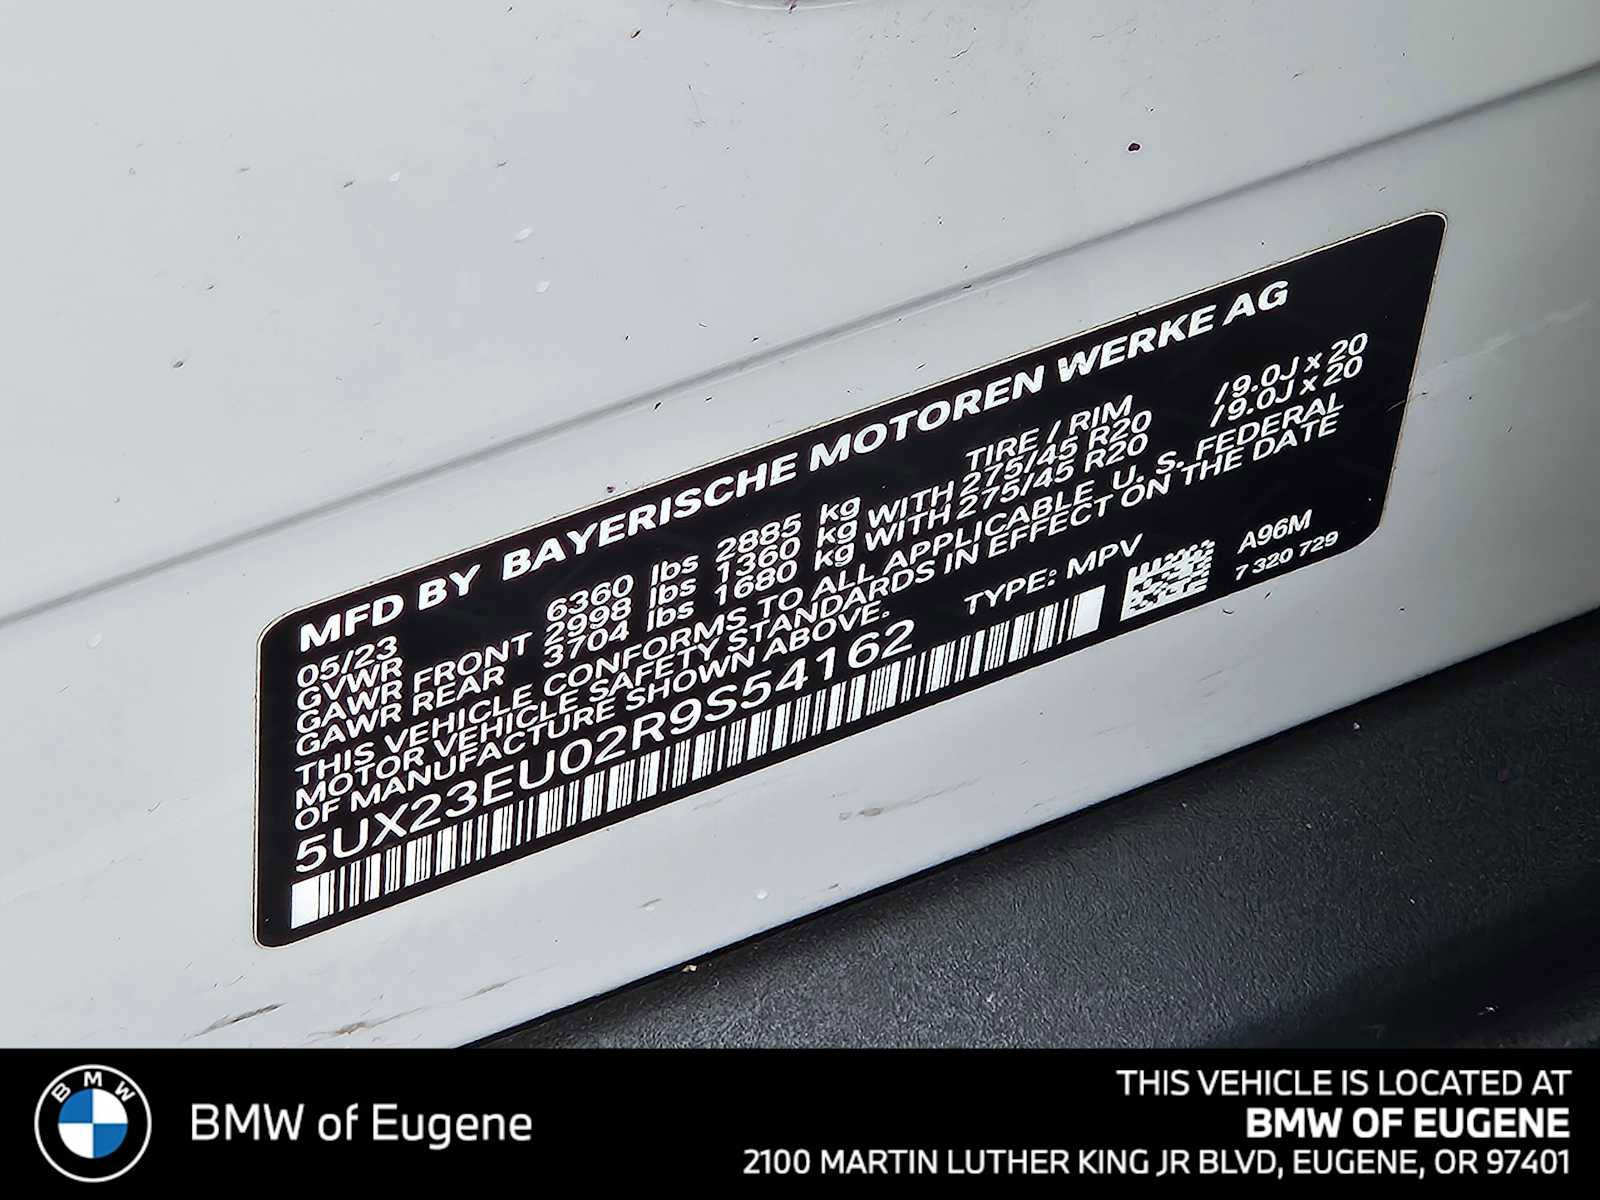 MFD BY BAYERISCHE MOTOREN WERKE AG
05/23 TIRE / RIM
GVWR 6360 lbs 2885 kg
GAWR FRONT 2998 lbs 1360 kg WITH 275/45 R20 /9.0J x 20
GAWR REAR 3704 lbs 1680 kg WITH 275/45 R20 /9.0J x 20
THIS VEHICLE CONFORMS TO ALL APPLICABLE U. S. FEDERAL
MOTOR VEHICLE SAFETY STANDARDS IN EFFECT ON THE DATE
OF MANUFACTURE SHOWN ABOVE.
5UX23EU02R9S54162 TYPE: MPV
A96M
7 320 729
BMW
BMW of Eugene
THIS VEHICLE IS LOCATED AT
BMW OF EUGENE
2100 MARTIN LUTHER KING JR BLVD, EUGENE, OR 97401